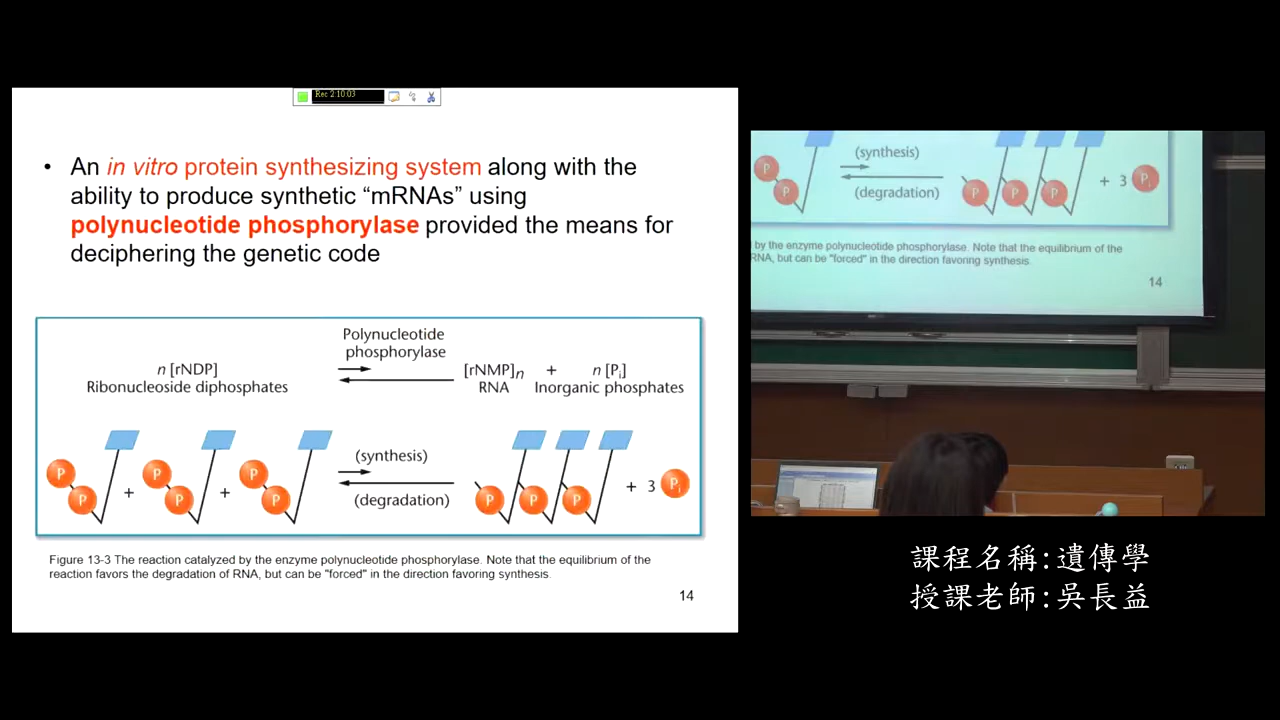 Rec 2:10:03
• An in vitro protein synthesizing system along with the
ability to produce synthetic “mRNAs” using
polynucleotide phosphorylase provided the means for
deciphering the genetic code
Polynucleotide
phosphorylase
n [rNDP]
Ribonucleoside diphosphates
[rNMP]n + n [Pi]
RNA Inorganic phosphates
P P + P P + P P
(synthesis)
(degradation)
P P P + 3 Pi
Figure 13-3 The reaction catalyzed by the enzyme polynucleotide phosphorylase. Note that the equilibrium of the
reaction favors the degradation of RNA, but can be "forced" in the direction favoring synthesis.
14
(synthesis)
(degradation)
P P
P P P + 3 Pi
by the enzyme polynucleotide phosphorylase. Note that the equilibrium of the
RNA, but can be "forced" in the direction favoring synthesis.
14
課程名稱:遺傳學
授課老師:吳長益